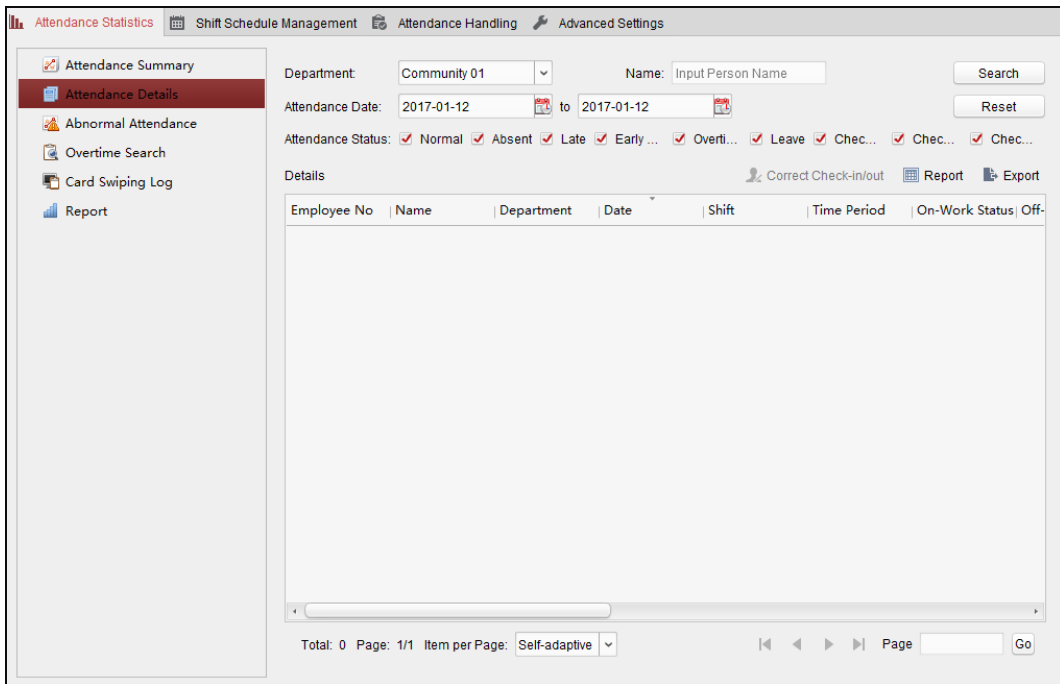 Attendance Statistics Shift Schedule Management Attendance Handling Advanced Settings
Attendance Summary
Attendance Details
Abnormal Attendance
Overtime Search
Card Swiping Log
Report
Department: Community 01 Name: Input Person Name Search
Attendance Date: 2017-01-12 to 2017-01-12 Reset
Attendance Status: Normal Absent Late Early ... Overti... Leave Chec... Chec... Chec...
Details Correct Check-in/out Report Export
Employee No Name Department Date Shift Time Period On-Work Status Off-
Total: 0 Page: 1/1 Item per Page: Self-adaptive Page Go